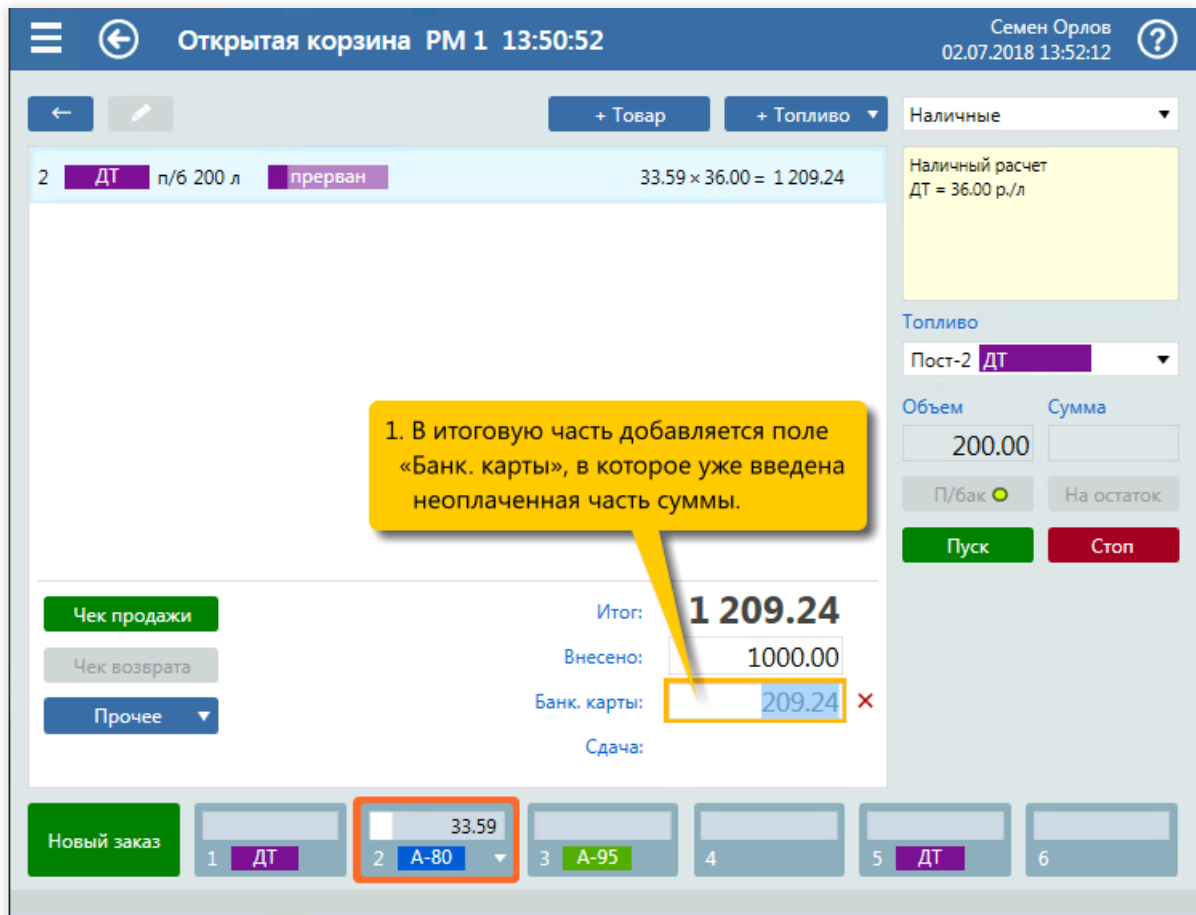 Открытая корзина РМ 1 13:50:52
Семен Орлов
02.07.2018 13:52:12
?
+ Товар
+ Топливо
Наличные
2 ДТ п/б 200 л прерван 33.59 × 36.00 = 1 209.24
Наличный расчет
ДТ = 36.00 р./л
Топливо
Пост-2 ДТ
Объем Сумма
200.00
П/бак На остаток
Пуск Стоп
1. В итоговую часть добавляется поле
«Банк. карты», в которое уже введена
неоплаченная часть суммы.
Чек продажи
Чек возврата
Прочее
Итог: 1 209.24
Внесено: 1000.00
Банк. карты: 209.24
Сдача:
Новый заказ
1 ДТ
33.59
2 А-80
3 А-95
4
5 ДТ
6